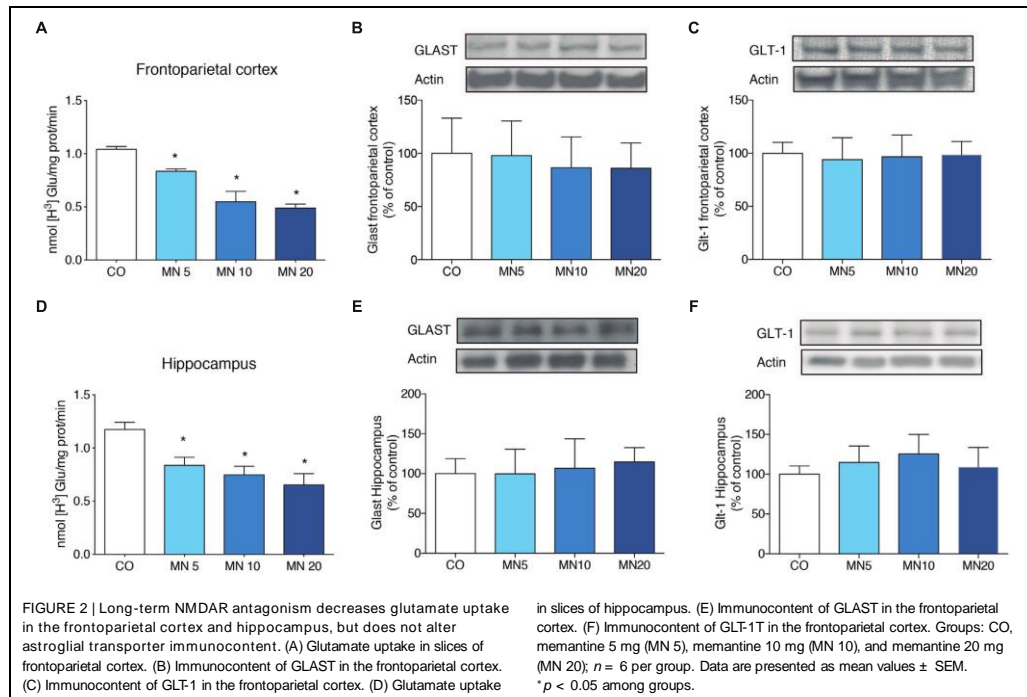 A
Frontoparietal cortex
nmol [H³] Glu/mg prot/min
1.5
1.0
0.5
0.0
*
*
*
CO MN 5 MN 10 MN 20
B
GLAST
Actin
Glast frontoparietal cortex
(% of control)
150
100
50
0
CO MN5 MN10 MN20
C
GLT-1
Actin
Glt-1 frontoparietal cortex
(% of control)
150
100
50
0
CO MN5 MN10 MN20
D
Hippocampus
nmol [H³] Glu/mg prot/min
1.5
1.0
0.5
0.0
*
*
*
CO MN 5 MN 10 MN 20
E
GLAST
Actin
Glast Hippocampus
(% of control)
200
150
100
50
0
CO MN5 MN10 MN20
F
GLT-1
Actin
Glt-1 Hippocampus
(% of control)
200
150
100
50
0
CO MN5 MN10 MN20
FIGURE 2 | Long-term NMDAR antagonism decreases glutamate uptake
in the frontoparietal cortex and hippocampus, but does not alter
astroglial transporter immunocontent. (A) Glutamate uptake in slices of
frontoparietal cortex. (B) Immunocontent of GLAST in the frontoparietal cortex.
(C) Immunocontent of GLT-1 in the frontoparietal cortex. (D) Glutamate uptake
in slices of hippocampus. (E) Immunocontent of GLAST in the frontoparietal
cortex. (F) Immunocontent of GLT-1T in the frontoparietal cortex. Groups: CO,
memantine 5 mg (MN 5), memantine 10 mg (MN 10), and memantine 20 mg
(MN 20); n = 6 per group. Data are presented as mean values ± SEM.
*p < 0.05 among groups.